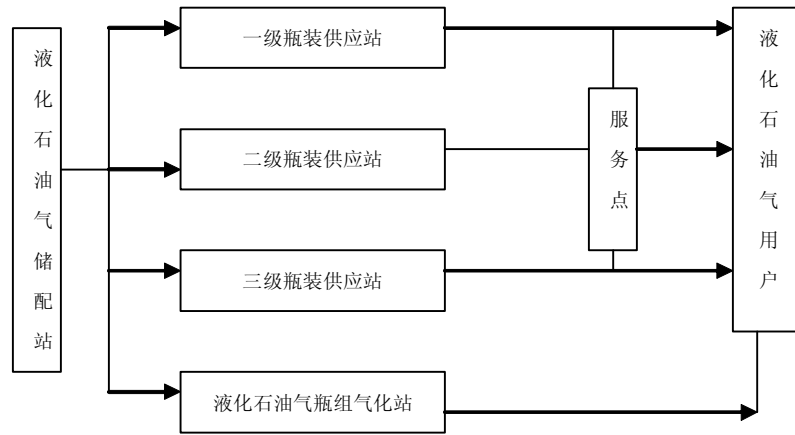 液化石油气储配站
一级瓶装供应站
二级瓶装供应站
三级瓶装供应站
液化石油气瓶组气化站
服务点
液化石油气用户